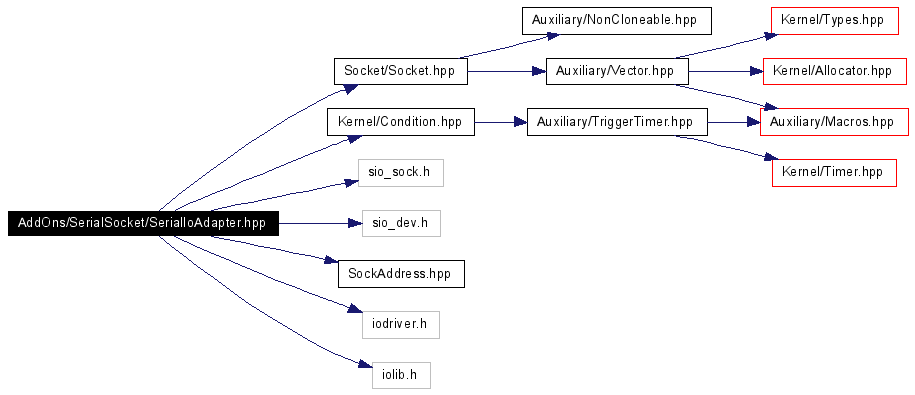 Auxiliary/NonCloneable.hpp
Kernel/Types.hpp
Socket/Socket.hpp
Auxiliary/Vector.hpp
Kernel/Allocator.hpp
Kernel/Condition.hpp
Auxiliary/TriggerTimer.hpp
Auxiliary/Macros.hpp
sio_sock.h
Kernel/Timer.hpp
AddOns/SerialSocket/SerialIoAdapter.hpp
sio_dev.h
SockAddress.hpp
iodriver.h
iolib.h